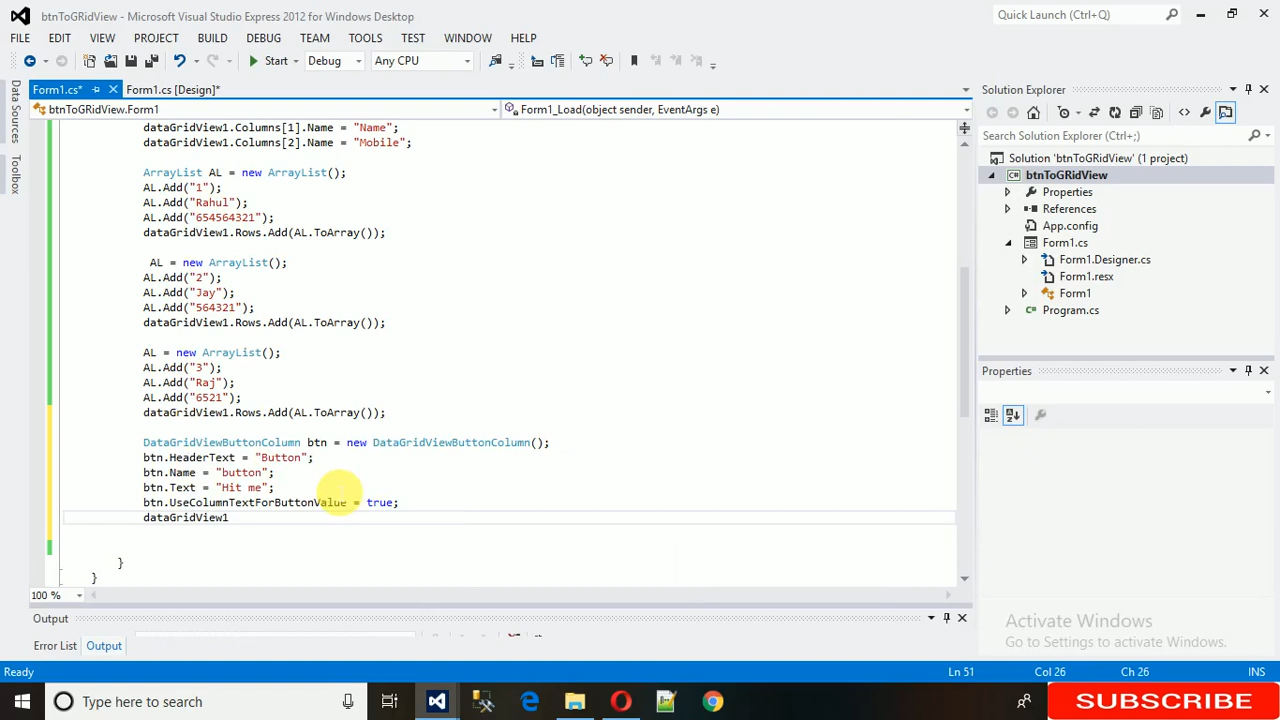 btnToGRidView - Microsoft Visual Studio Express 2012 for Windows Desktop
Quick Launch (Ctrl+Q)
FILE EDIT VIEW PROJECT BUILD DEBUG TEAM TOOLS TEST WINDOW HELP
Start Debug Any CPU
Form1.cs* Form1.cs [Design]*
btnToGRidView.Form1 Form1_Load(object sender, EventArgs e)
Data Sources
Toolbox
dataGridView1.Columns[1].Name = "Name";
dataGridView1.Columns[2].Name = "Mobile";
ArrayList AL = new ArrayList();
AL.Add("1");
AL.Add("Rahul");
AL.Add("654564321");
dataGridView1.Rows.Add(AL.ToArray());
AL = new ArrayList();
AL.Add("2");
AL.Add("Jay");
AL.Add("564321");
dataGridView1.Rows.Add(AL.ToArray());
AL = new ArrayList();
AL.Add("3");
AL.Add("Raj");
AL.Add("6521");
dataGridView1.Rows.Add(AL.ToArray());
DataGridViewButtonColumn btn = new DataGridViewButtonColumn();
btn.HeaderText = "Button";
btn.Name = "button";
btn.Text = "Hit me";
btn.UseColumnTextForButtonValue = true;
dataGridView1
}
}
100 %
Output
Error List Output
Solution Explorer
Search Solution Explorer (Ctrl+;)
Solution 'btnToGRidView' (1 project)
btnToGRidView
Properties
References
App.config
Form1.cs
Form1.Designer.cs
Form1.resx
Form1
Program.cs
Properties
Activate Windows
Go to Settings to activate Windows.
Ready Ln 51 Col 26 Ch 26 INS
Type here to search
SUBSCRIBE